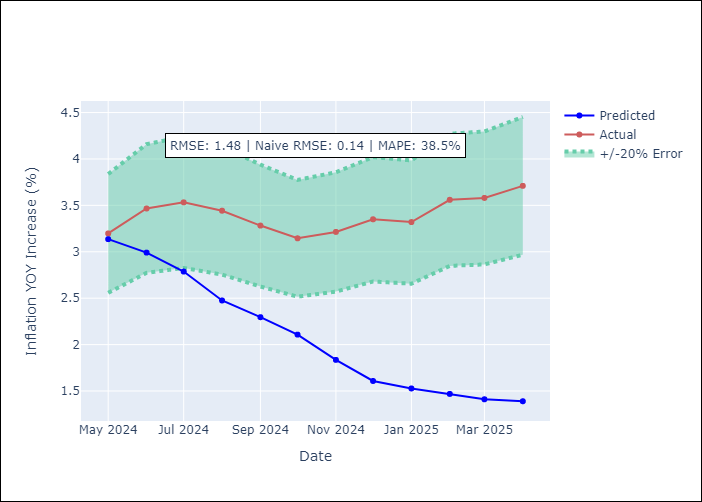 RMSE: 1.48 | Naive RMSE: 0.14 | MAPE: 38.5%
Predicted
Actual
+/-20% Error
Inflation YOY Increase (%)
4.5
4
3.5
3
2.5
2
1.5
May 2024
Jul 2024
Sep 2024
Nov 2024
Jan 2025
Mar 2025
Date